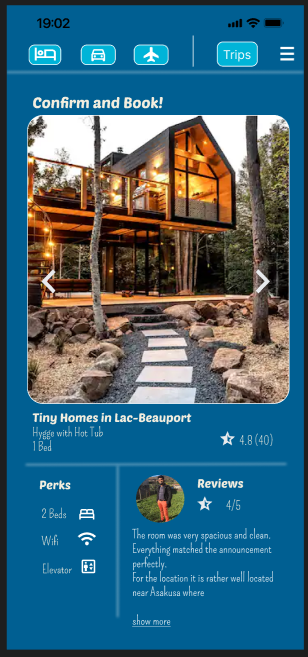 19:02
Trips
Confirm and Book!
Tiny Homes in Lac-Beauport
Hygge with Hot Tub
1 Bed
4.8 (40)
Perks
2 Beds
Wifi
Elevator
Reviews
4/5
The room was very spacious and clean.
Everything matched the announcement
perfectly.
For the location it is rather well located
near Asakusa where
show more